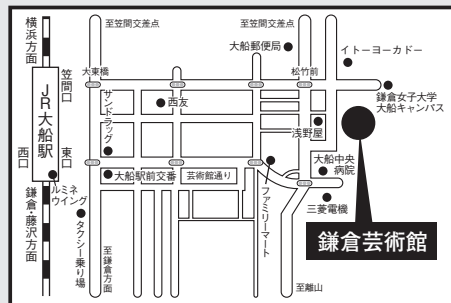 横浜方面
至笠間交差点
至笠間交差点
大船郵便局
イトーヨーカドー
大東橋
松竹前
笠間口
JR大船駅
サンドラッグ
西友
鎌倉女子大学
大船キャンパス
浅野屋
西口
東口
大船中央
病院
大船駅前交番
芸術館通り
ルミネ
ウイング
ファミリーマート
三菱電機
鎌倉・藤沢方面
タクシー乗り場
至鎌倉方面
鎌倉芸術館
至離山